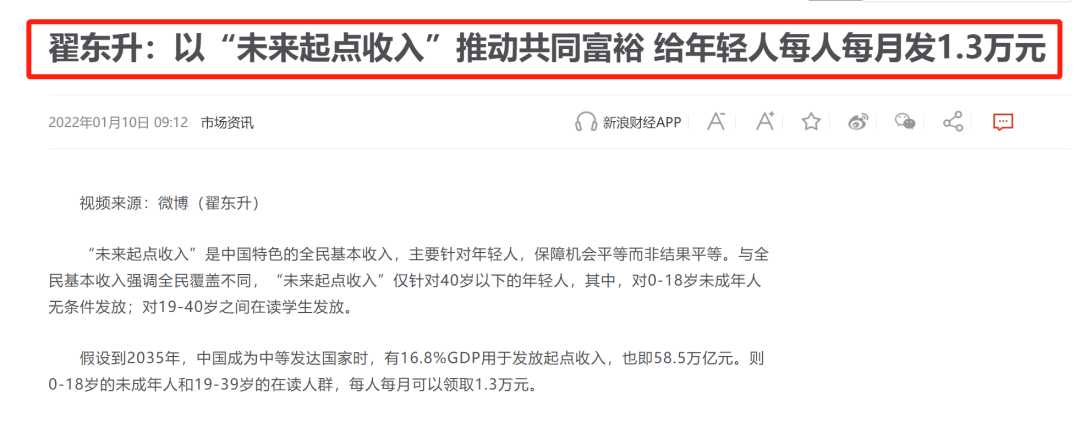 翟东升：以“未来起点收入”推动共同富裕 给年轻人每人每月发1.3万元
2022年01月10日 09:12 市场资讯
新浪财经APP
视频来源：微博（翟东升）
“未来起点收入”是中国特色的全民基本收入，主要针对年轻人，保障机会平等而非结果平等。与全
民基本收入强调全民覆盖不同，“未来起点收入”仅针对40岁以下的年轻人，其中，对0-18岁未成年人
无条件发放；对19-40岁之间在读学生发放。
假设到2035年，中国成为中等发达国家时，有16.8%GDP用于发放起点收入，也即58.5万亿元。则
0-18岁的未成年人和19-39岁的在读人群，每人每月可以领取1.3万元。